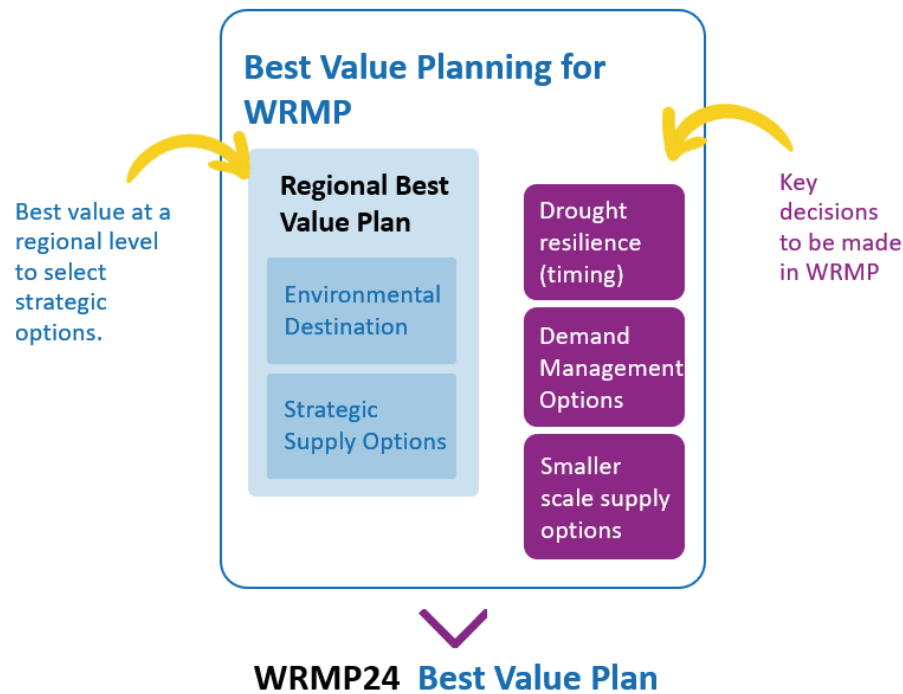 Best Value Planning for
WRMP
Best value at a
regional level
to select
strategic
options.
Regional Best
Value Plan
Environmental
Destination
Strategic
Supply Options
Drought
resilience
(timing)
Demand
Management
Options
Smaller
scale supply
options
Key
decisions
to be made
in WRMP
WRMP24 Best Value Plan